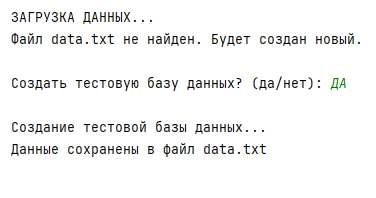 ЗАГРУЗКА ДАННЫХ...
Файл data.txt не найден. Будет создан новый.
Создать тестовую базу данных? (да/нет): ДА
Создание тестовой базы данных...
Данные сохранены в файл data.txt